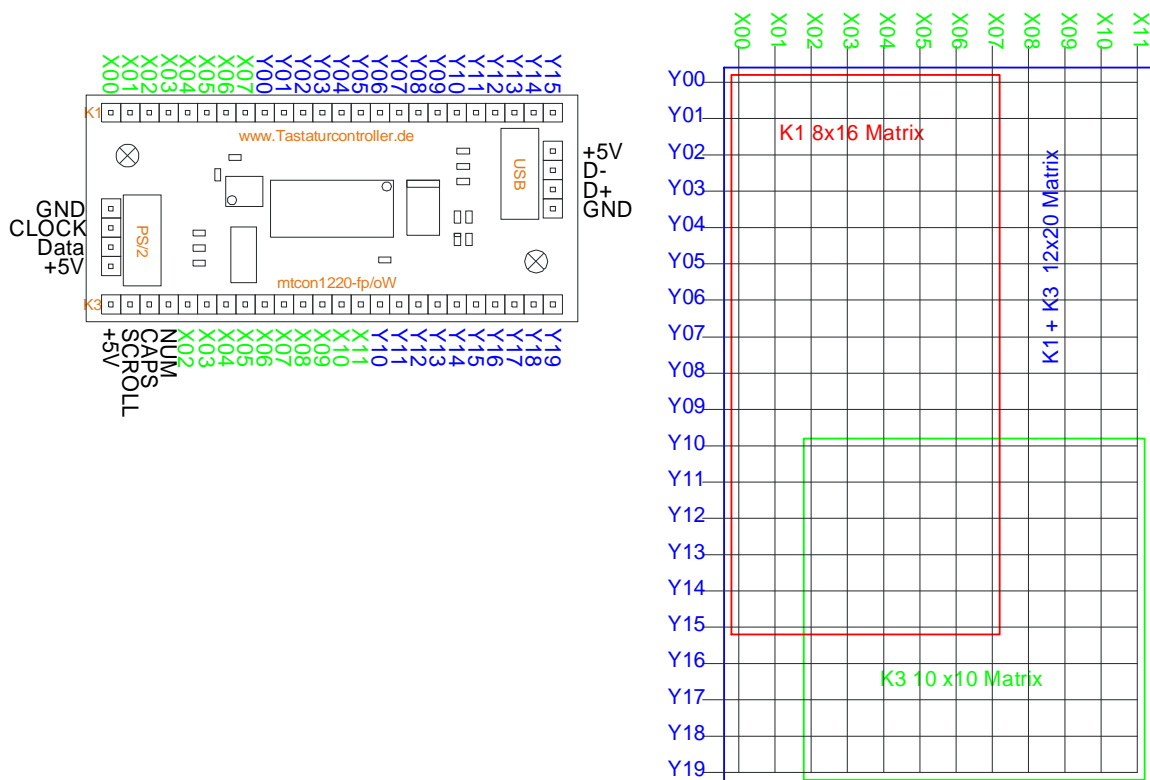 X00 X01 X02 X03 X04 X05 X06 X07 Y00 Y01 Y02 Y03 Y04 Y05 Y06 Y07 Y08 Y09 Y10 Y11 Y12 Y13 Y14 Y15
K1
www.Tastaturcontroller.de
USB
+5V
D-
D+
GND
GND
CLOCK
Data
+5V
PS/2
mtcon1220-fp/oW
K3
+5V SCROLL CAPS NUM X02 X03 X04 X05 X06 X07 X08 X09 X10 X11 Y10 Y11 Y12 Y13 Y14 Y15 Y16 Y17 Y18 Y19
X00 X01 X02 X03 X04 X05 X06 X07 X08 X09 X10 X11
Y00
Y01
K1 8x16 Matrix
Y02
Y03
Y04
Y05
Y06
Y07
Y08
Y09
Y10
Y11
Y12
Y13
Y14
Y15
Y16
Y17
Y18
Y19
K1 + K3 12x20 Matrix
K3 10 x10 Matrix